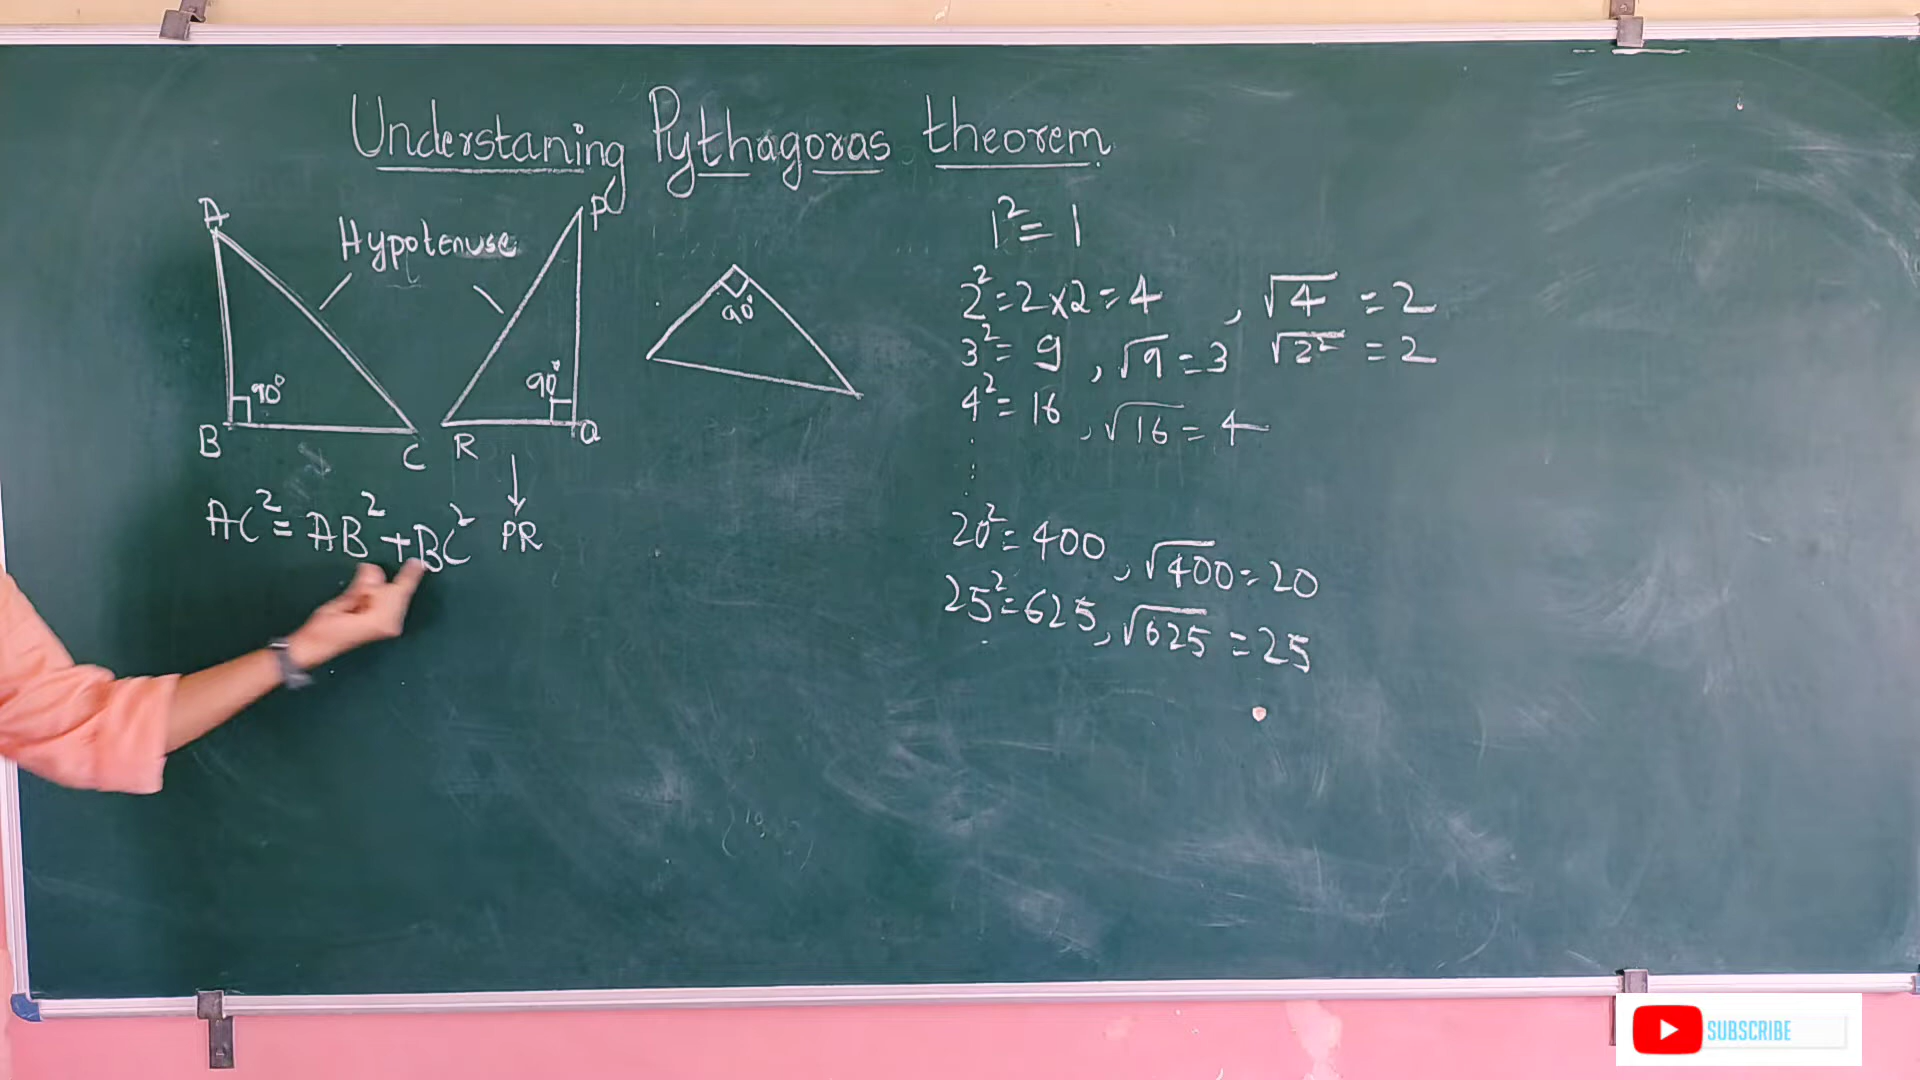 Understaning Pythagoras theorem
A
Hypotenuse
P
90°
90°
90°
B
C
R
Q
AC² = AB² + BC²
PR
1² = 1
2² = 2×2 = 4 , √4 = 2
3² = 9 , √9 = 3 √2² = 2
4² = 16 , √16 = 4
20² = 400 , √400 = 20
25² = 625 , √625 = 25
SUBSCRIBE